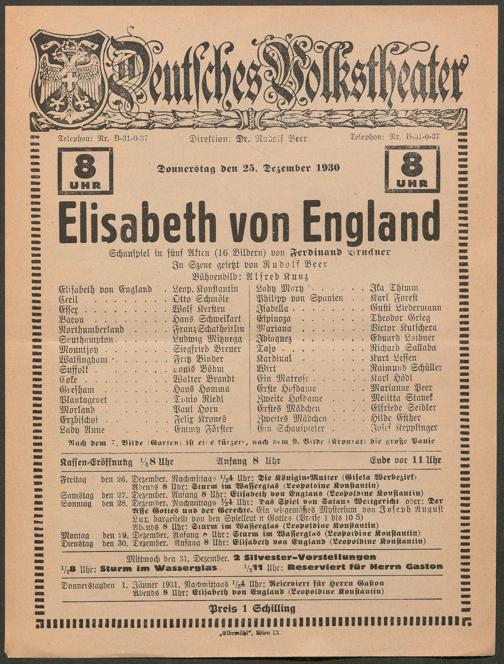 Deutsches Volkstheater
Telephon: Nr. B-31-0-37 Direktion: Dr. Rudolf Beer Telephon: Nr. B-31-0-37
8 UHR Donnerstag den 25. Dezember 1930 8 UHR
Elisabeth von England
Schauspiel in fünf Akten (16 Bildern) von Ferdinand Bruckner
In Szene gesetzt von Rudolf Beer
Bühnenbild: Alfred Kunz
Elisabeth von England Leop. Konstantin Lady Mary Ika Thimm
Cecil Otto Schmöle Philipp von Spanien Karl Forest
Essex Wolf Kersten Isabella Gusti Liedermann
Bacon Hans Schweikart Espinoza Theodor Grieg
Northumberland Franz Schafheitlin Mariana Victor Kutschera
Southampton Ludwig Idioquez Eduard Loibner
Mountjoy Siegfried Breuer Tajo Richard Sallaba
Walsingham Fritz Binder Kardinal Kurt Lessen
Suffolk Louis Wirt Raimund Schüller
Coke Walter Brandt Ein Matrose Karl Hödl
Gresham Hans Homma Erste Hofdame Marianne Peer
Plantagenet Tonio Riedl Zweite Hofdame Melitta Stanek
Morland Paul Horn Erstes Mädchen Elfriede Seidler
Erzbischof Felix Krones Zweites Mädchen Hilde Esther
Lady Anne Emmy Förster Ein Schauspieler Josef Kepplinger
Nach dem 7. Bilde (Garten) ist eine kürzere, nach dem 9. Bilde (Kronrat) die große Pause
Kassen-Eröffnung ½8 Uhr Anfang 8 Uhr Ende vor 11 Uhr
Freitag den 26. Dezember. Nachmittags Uhr: Die Königin-Mutter (Gisela Werbezirk)
Abends 8 Uhr: Sturm im Wasserglas (Leopoldine Konstantin)
Samstag den 27. Dezember. Anfang 8 Uhr: Elisabeth von England (Leopoldine Konstantin)
Sonntag den 28. Dezember. Nachmittags Uhr: Das Spiel von Satans Weltgericht oder: Der
Affe Gottes und der Gerechte. Ein zeitgemäßes Mysterium von Joseph August
Lux, dargestellt von den Spielleuten Gottes (Preise 1 bis 10 S)
Abends 8 Uhr: Sturm im Wasserglas (Leopoldine Konstantin)
Montag den 29. Dezember. Anfang 8 Uhr: Sturm im Wasserglas (Leopoldine Konstantin)
Dienstag den 30. Dezember. Anfang 8 Uhr: Elisabeth von England (Leopoldine Konstantin)
Mittwoch den 31. Dezember. 2 Silvester-Vorstellungen
½8 Uhr: Sturm im Wasserglas ½11 Uhr: Reserviert für Herrn Gaston
Donnerstag den 1. Jänner 1931. Nachmittags Uhr: Reserviert für Herrn Gaston
Abends 8 Uhr: Elisabeth von England (Leopoldine Konstantin)
Preis 1 Schilling
„Elbemühl“, Wien IX.